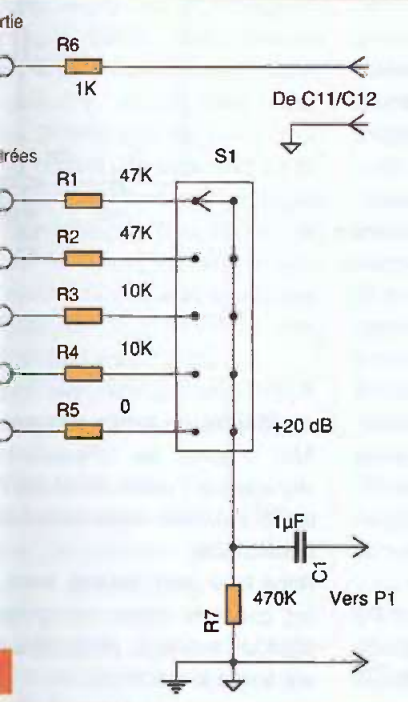 rtie
R6
1K
De C11/C12
trées
S1
R1 47K
R2 47K
R3 10K
R4 10K
R5 0
+20 dB
1µF
C1
R7
470K
Vers P1